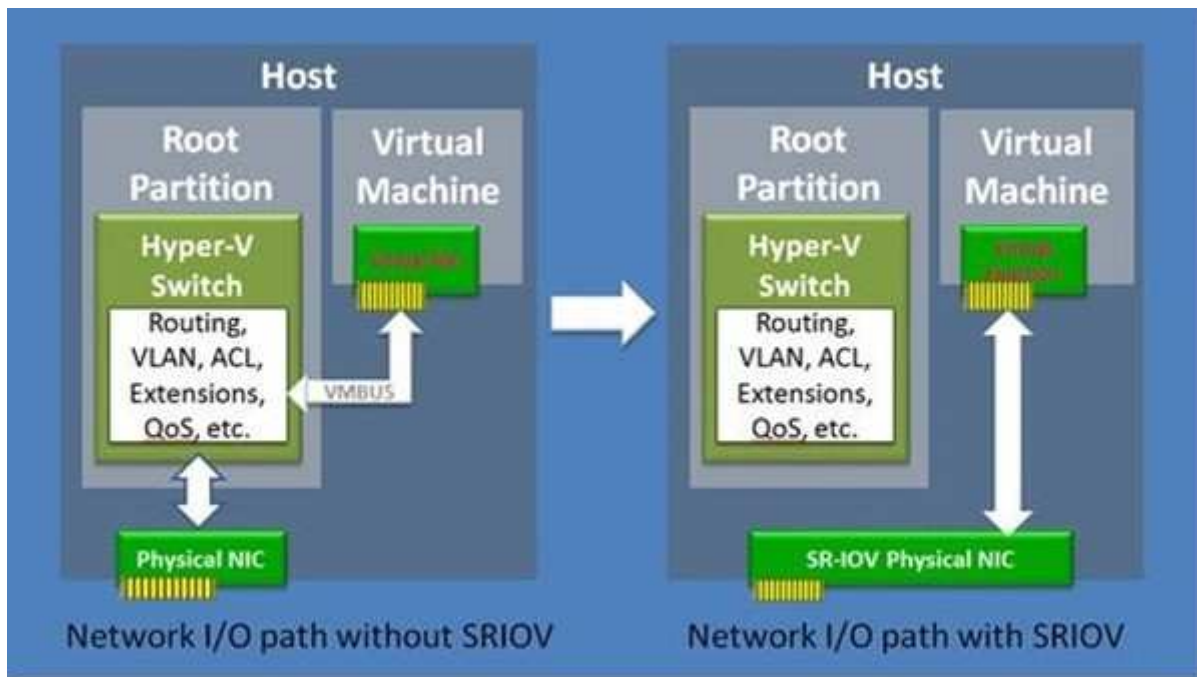 Host
Root
Partition
Virtual
Machine
Hyper-V
Switch
Routing,
VLAN, ACL,
Extensions,
QoS, etc.
VMBUS
Physical NIC
Network I/O path without SRIOV
Host
Root
Partition
Virtual
Machine
Hyper-V
Switch
Routing,
VLAN, ACL,
Extensions,
QoS, etc.
SR-IOV Physical NIC
Network I/O path with SRIOV